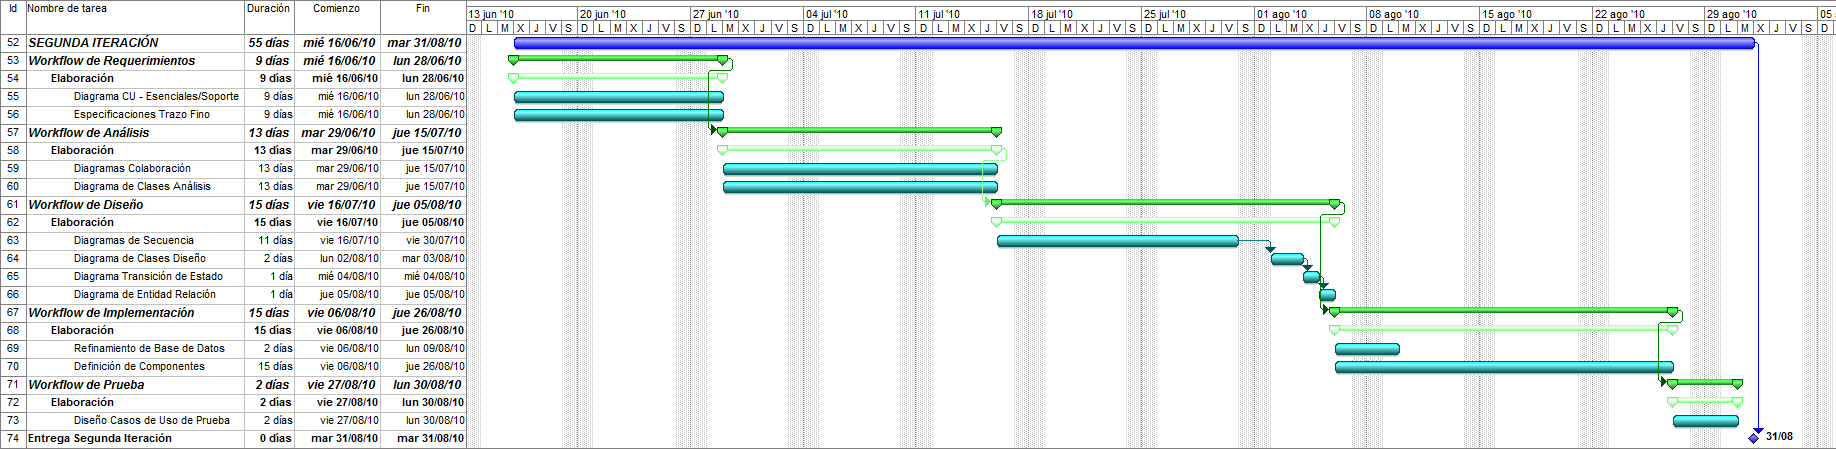 Id Nombre de tarea Duración Comienzo Fin 13 jun '10 20 jun '10 27 jun '10 04 jul '10 11 jul '10 18 jul '10 25 jul '10 01 ago '10 08 ago '10 15 ago '10 22 ago '10 29 ago '10 05
D L M X J V S D L M X J V S D L M X J V S D L M X J V S D L M X J V S D L M X J V S D L M X J V S D L M X J V S D L M X J V S D L M X J V S D L M X J V S D L M X J V S D
52 SEGUNDA ITERACIÓN 55 días mié 16/06/10 mar 31/08/10
53 Workflow de Requerimientos 9 días mié 16/06/10 lun 28/06/10
54 Elaboración 9 días mié 16/06/10 lun 28/06/10
55 Diagrama CU - Esenciales/Soporte 9 días mié 16/06/10 lun 28/06/10
56 Especificaciones Trazo Fino 9 días mié 16/06/10 lun 28/06/10
57 Workflow de Análisis 13 días mar 29/06/10 jue 15/07/10
58 Elaboración 13 días mar 29/06/10 jue 15/07/10
59 Diagramas Colaboración 13 días mar 29/06/10 jue 15/07/10
60 Diagrama de Clases Análisis 13 días mar 29/06/10 jue 15/07/10
61 Workflow de Diseño 15 días vie 16/07/10 jue 05/08/10
62 Elaboración 15 días vie 16/07/10 jue 05/08/10
63 Diagramas de Secuencia 11 días vie 16/07/10 vie 30/07/10
64 Diagrama de Clases Diseño 2 días lun 02/08/10 mar 03/08/10
65 Diagrama Transición de Estado 1 día mié 04/08/10 mié 04/08/10
66 Diagrama de Entidad Relación 1 día jue 05/08/10 jue 05/08/10
67 Workflow de Implementación 15 días vie 06/08/10 jue 26/08/10
68 Elaboración 15 días vie 06/08/10 jue 26/08/10
69 Refinamiento de Base de Datos 2 días vie 06/08/10 lun 09/08/10
70 Definición de Componentes 15 días vie 06/08/10 jue 26/08/10
71 Workflow de Prueba 2 días vie 27/08/10 lun 30/08/10
72 Elaboración 2 días vie 27/08/10 lun 30/08/10
73 Diseño Casos de Uso de Prueba 2 días vie 27/08/10 lun 30/08/10
74 Entrega Segunda Iteración 0 días mar 31/08/10 mar 31/08/10 31/08